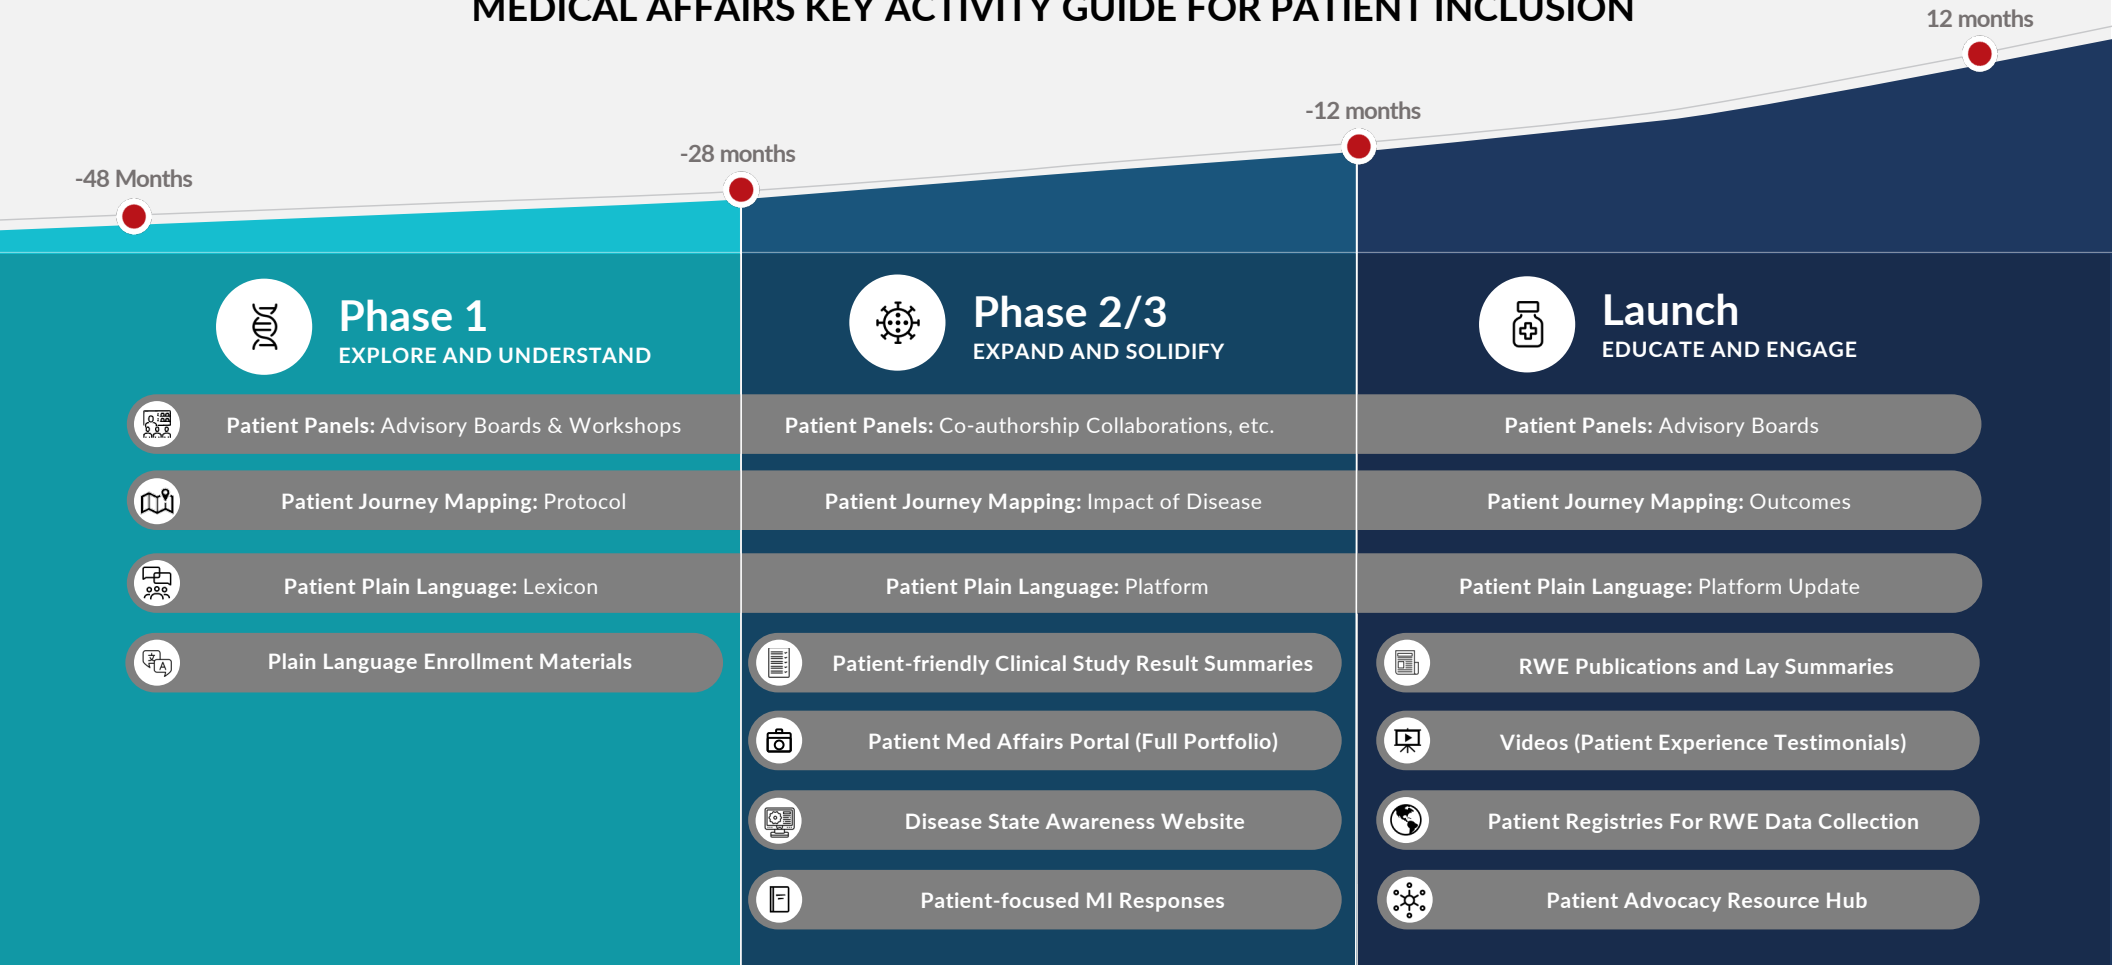 MEDICAL AFFAIRS KEY ACTIVITY GUIDE FOR PATIENT INCLUSION
-48 Months
-28 months
-12 months
12 months
Phase 1
EXPLORE AND UNDERSTAND
Patient Panels: Advisory Boards & Workshops
Patient Journey Mapping: Protocol
Patient Plain Language: Lexicon
Plain Language Enrollment Materials
Phase 2/3
EXPAND AND SOLIDIFY
Patient Panels: Co-authorship Collaborations, etc.
Patient Journey Mapping: Impact of Disease
Patient Plain Language: Platform
Patient-friendly Clinical Study Result Summaries
Patient Med Affairs Portal (Full Portfolio)
Disease State Awareness Website
Patient-focused MI Responses
Launch
EDUCATE AND ENGAGE
Patient Panels: Advisory Boards
Patient Journey Mapping: Outcomes
Patient Plain Language: Platform Update
RWE Publications and Lay Summaries
Videos (Patient Experience Testimonials)
Patient Registries For RWE Data Collection
Patient Advocacy Resource Hub